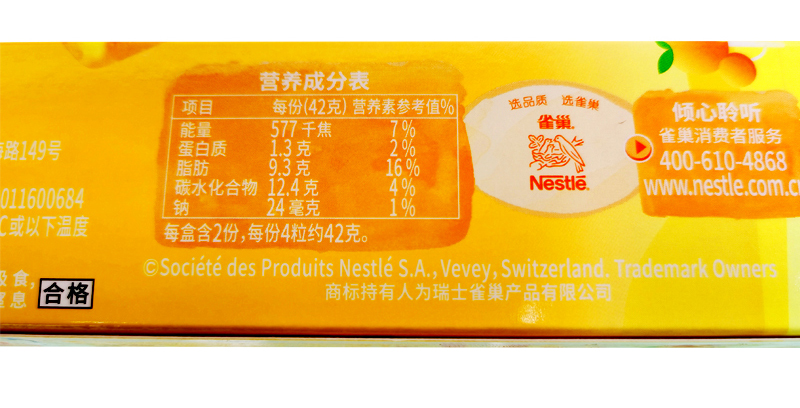 营养成分表
项目 每份(42克) 营养素参考值%
能量 577 千焦 7 %
蛋白质 1.3 克 2 %
脂肪 9.3 克 16 %
碳水化合物 12.4 克 4 %
钠 24 毫克 1 %
每盒含2份,每份4粒约42克。
选品质 选雀巢
雀巢
Nestlé
倾心聆听
雀巢消费者服务
400-610-4868
www.nestle.com.c
路149号
011600684
C或以下温度
食,
息
合格
©Société des Produits Nestlé S.A., Vevey, Switzerland. Trademark Owners
商标持有人为瑞士雀巢产品有限公司